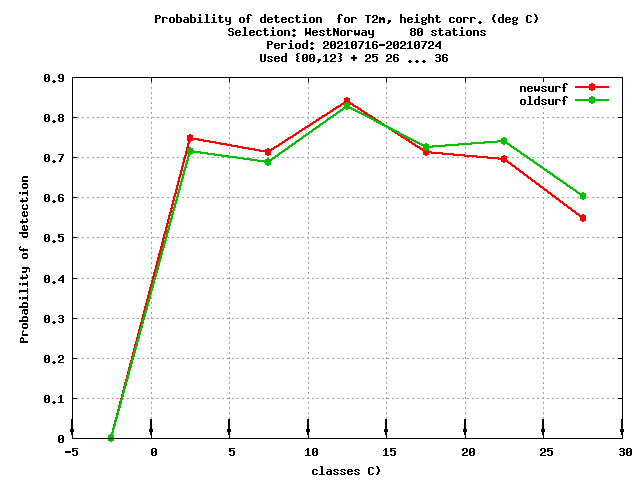 Probability of detection  for T2m, height corr. (deg C)
Selection: WestNorway     80 stations
Period: 20210716-20210724
Used {00,12} + 25 26 ... 36
newsurf
oldsurf
0.9
0.8
0.7
0.6
0.5
0.4
0.3
0.2
0.1
0
Probability of detection
-5 0 5 10 15 20 25 30
classes C)